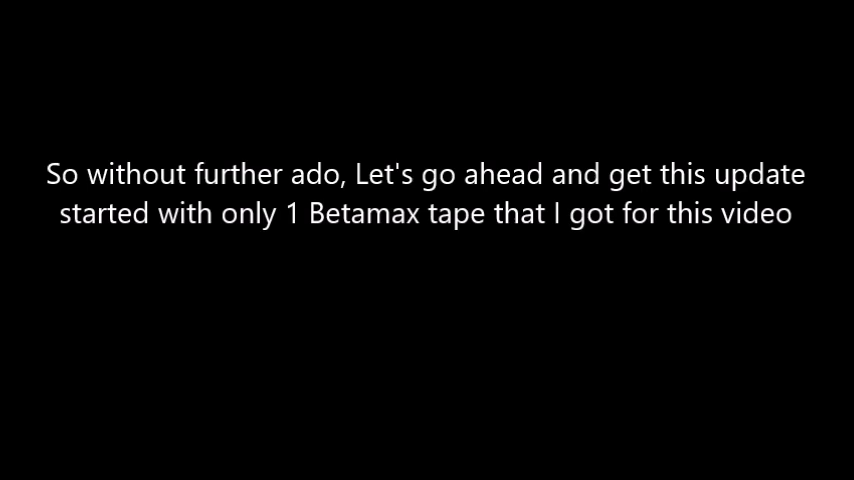 So without further ado, Let's go ahead and get this update
started with only 1 Betamax tape that I got for this video